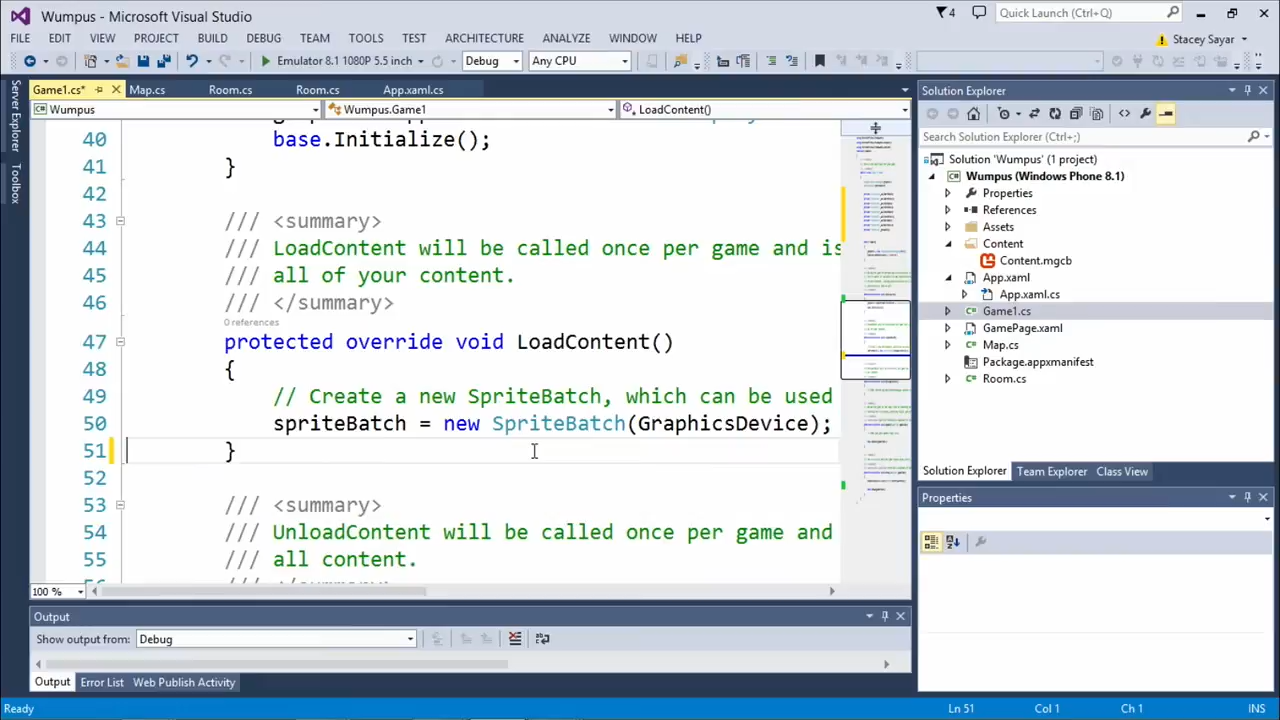 Wumpus - Microsoft Visual Studio
4
Quick Launch (Ctrl+Q)
FILE EDIT VIEW PROJECT BUILD DEBUG TEAM TOOLS TEST ARCHITECTURE ANALYZE WINDOW HELP
Stacey Sayar
Emulator 8.1 1080P 5.5 inch
Debug
Any CPU
Server Explorer
Toolbox
Game1.cs*
Map.cs
Room.cs
Room.cs
App.xaml.cs
Wumpus
Wumpus.Game1
LoadContent()
40 base.Initialize();
41 }
42
43 /// <summary>
44 /// LoadContent will be called once per game and is
45 /// all of your content.
46 /// </summary>
0 references
47 protected override void LoadContent()
48 {
49 // Create a new SpriteBatch, which can be used
50 spriteBatch = new SpriteBatch(GraphicsDevice);
51 }
53 /// <summary>
54 /// UnloadContent will be called once per game and
55 /// all content.
56 /// </summary>
100 %
Output
Show output from: Debug
Output Error List Web Publish Activity
Solution Explorer
Search Solution Explorer (Ctrl+;)
Solution 'Wumpus' (1 project)
Wumpus (Windows Phone 8.1)
Properties
References
Assets
Content
Content.mgcb
App.xaml
App.xaml.cs
Game1.cs
GamePage.xaml
Map.cs
Package.appxmanifest
Room.cs
Solution Explorer Team Explorer Class View
Properties
Ready
Ln 51
Col 1
Ch 1
INS